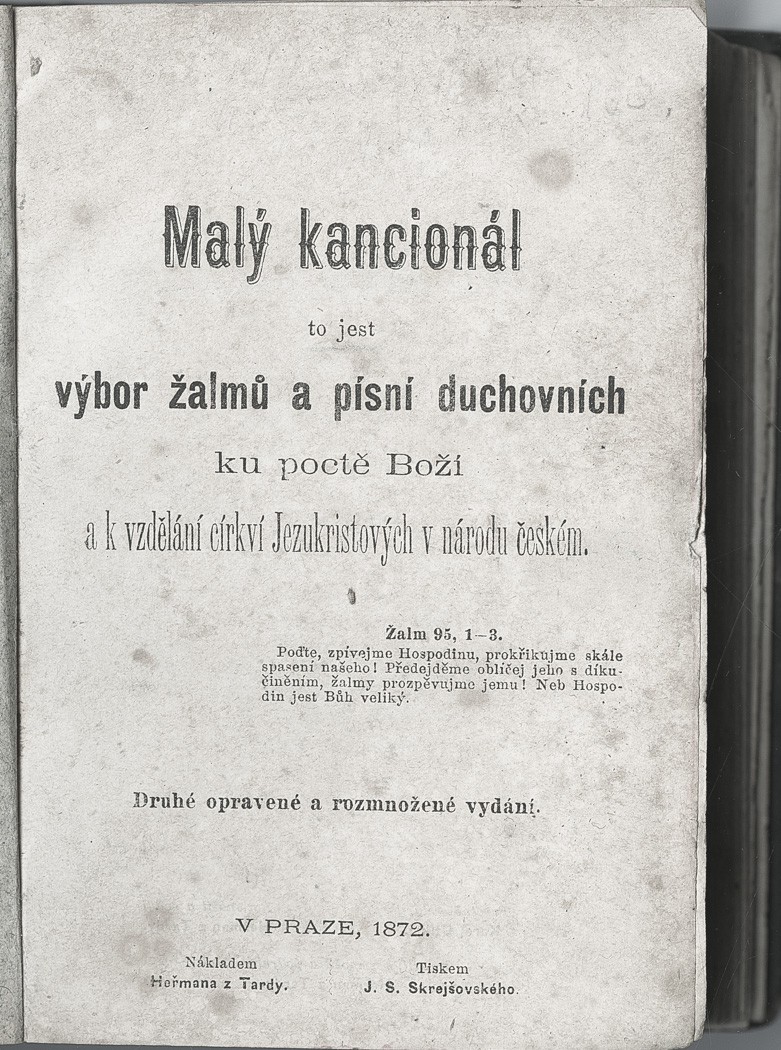 Malý kancionál
to jest
výbor žalmů a písní duchovních
ku poctě Boží
a k vzdělání církví Jezukristových v národu českém.
Žalm 95, 1–3.
Poďte, zpívejme Hospodinu, prokřikujme skále
spasení našeho! Předejděme obličej jeho s díku-
činěním, žalmy prozpěvujme jemu! Neb Hospo-
din jest Bůh veliký.
Druhé opravené a rozmnožené vydání.
V PRAZE, 1872.
Nákladem
Heřmana z Tardy.
Tiskem
J. S. Skrejšovského.